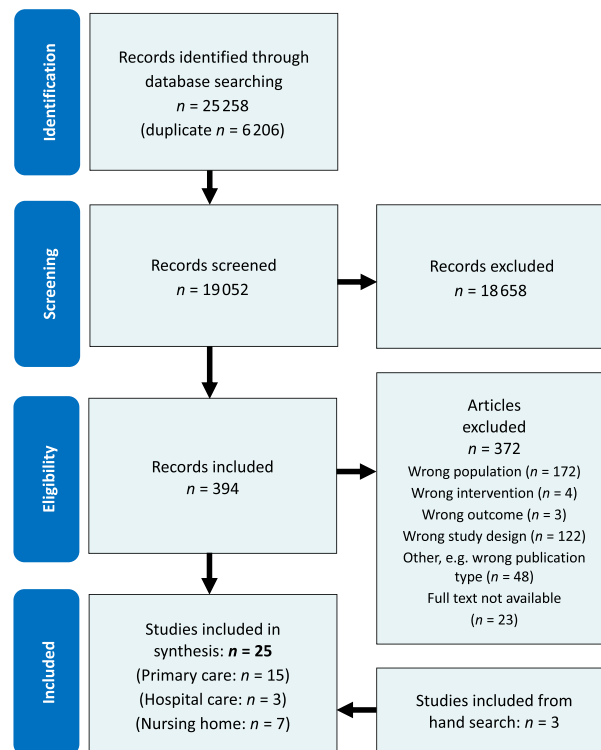 Identification
Records identified through
database searching
n = 25 258
(duplicate n = 6 206)
Screening
Records screened
n = 19 052
Records excluded
n = 18 658
Eligibility
Records included
n = 394
Articles
excluded
n = 372
Wrong population (n = 172)
Wrong intervention (n = 4)
Wrong outcome (n = 3)
Wrong study design (n = 122)
Other, e.g. wrong publication
type (n = 48)
Full text not available
(n = 23)
Included
Studies included in
synthesis: n = 25
(Primary care: n = 15)
(Hospital care: n = 3)
(Nursing home: n = 7)
Studies included from
hand search: n = 3